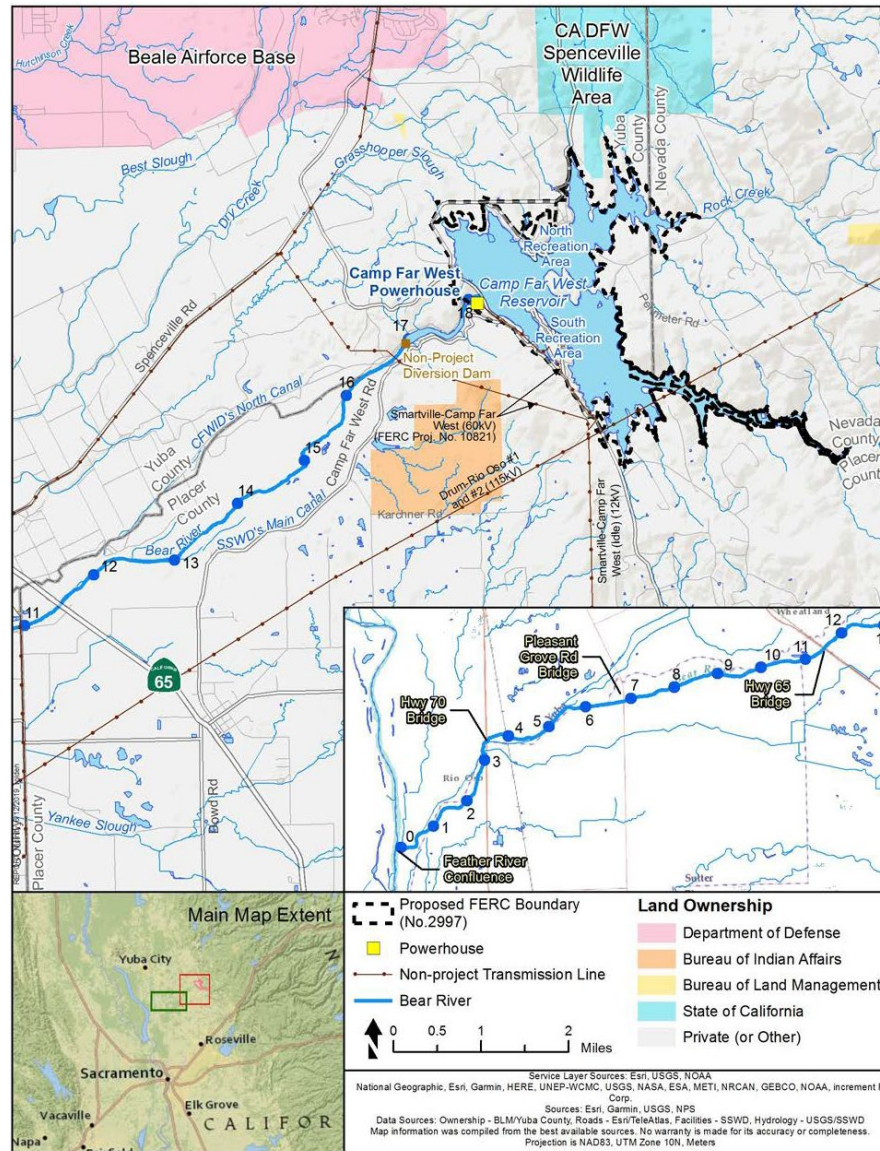 Hutchinson Creek
Beale Airforce Base
CA DFW
Spenceville
Wildlife
Area
Yuba
County
Nevada County
Best Slough
Dry Creek
Grasshopper Slough
Rock Creek
North
Recreation
Area
Camp Far West
Powerhouse
Camp Far West
Reservoir
Perimeter Rd
Spenceville Rd
18
17
South
Recreation
Area
Non-Project
Diversion Dam
CFWID's North Canal
16
Camp Far West Rd
Smartville-Camp Far
West (60kV)
(FERC Proj. No. 10821)
Nevada
County
Placer
County
Yuba
County
Placer
County
15
14
Drum-Rio Oso #1
and #2 (115kV)
Karchner Rd
Smartville-Camp Far
West (Idle) (12kV)
Bear River
SSWD's Main Canal
13
12
11
65
Dowd Rd
Yankee Slough
Placer County
Wheatland
12
11
10
9
8
7
6
5
4
3
2
1
0
Pleasant
Grove Rd
Bridge
Hwy 65
Bridge
Hwy 70
Bridge
Rio Oso
Feather River
Confluence
Sutter
Main Map Extent
Yuba City
Roseville
Sacramento
Elk Grove
Vacaville
CALIFOR
Napa
Proposed FERC Boundary
(No.2997)
Powerhouse
Non-project Transmission Line
Bear River
0 0.5 1 2
Miles
Land Ownership
Department of Defense
Bureau of Indian Affairs
Bureau of Land Management
State of California
Private (or Other)
Service Layer Sources: Esri, USGS, NOAA
National Geographic, Esri, Garmin, HERE, UNEP-WCMC, USGS, NASA, ESA, METI, NRCAN, GEBCO, NOAA, increment P
Corp.
Sources: Esri, Garmin, USGS, NPS
Data Sources: Ownership - BLM/Yuba County, Roads - Esri/TeleAtlas, Facilities - SSWD, Hydrology - USGS/SSWD
Map information was compiled from the best available sources. No warranty is made for its accuracy or completeness.
Projection is NAD83, UTM Zone 10N, Meters